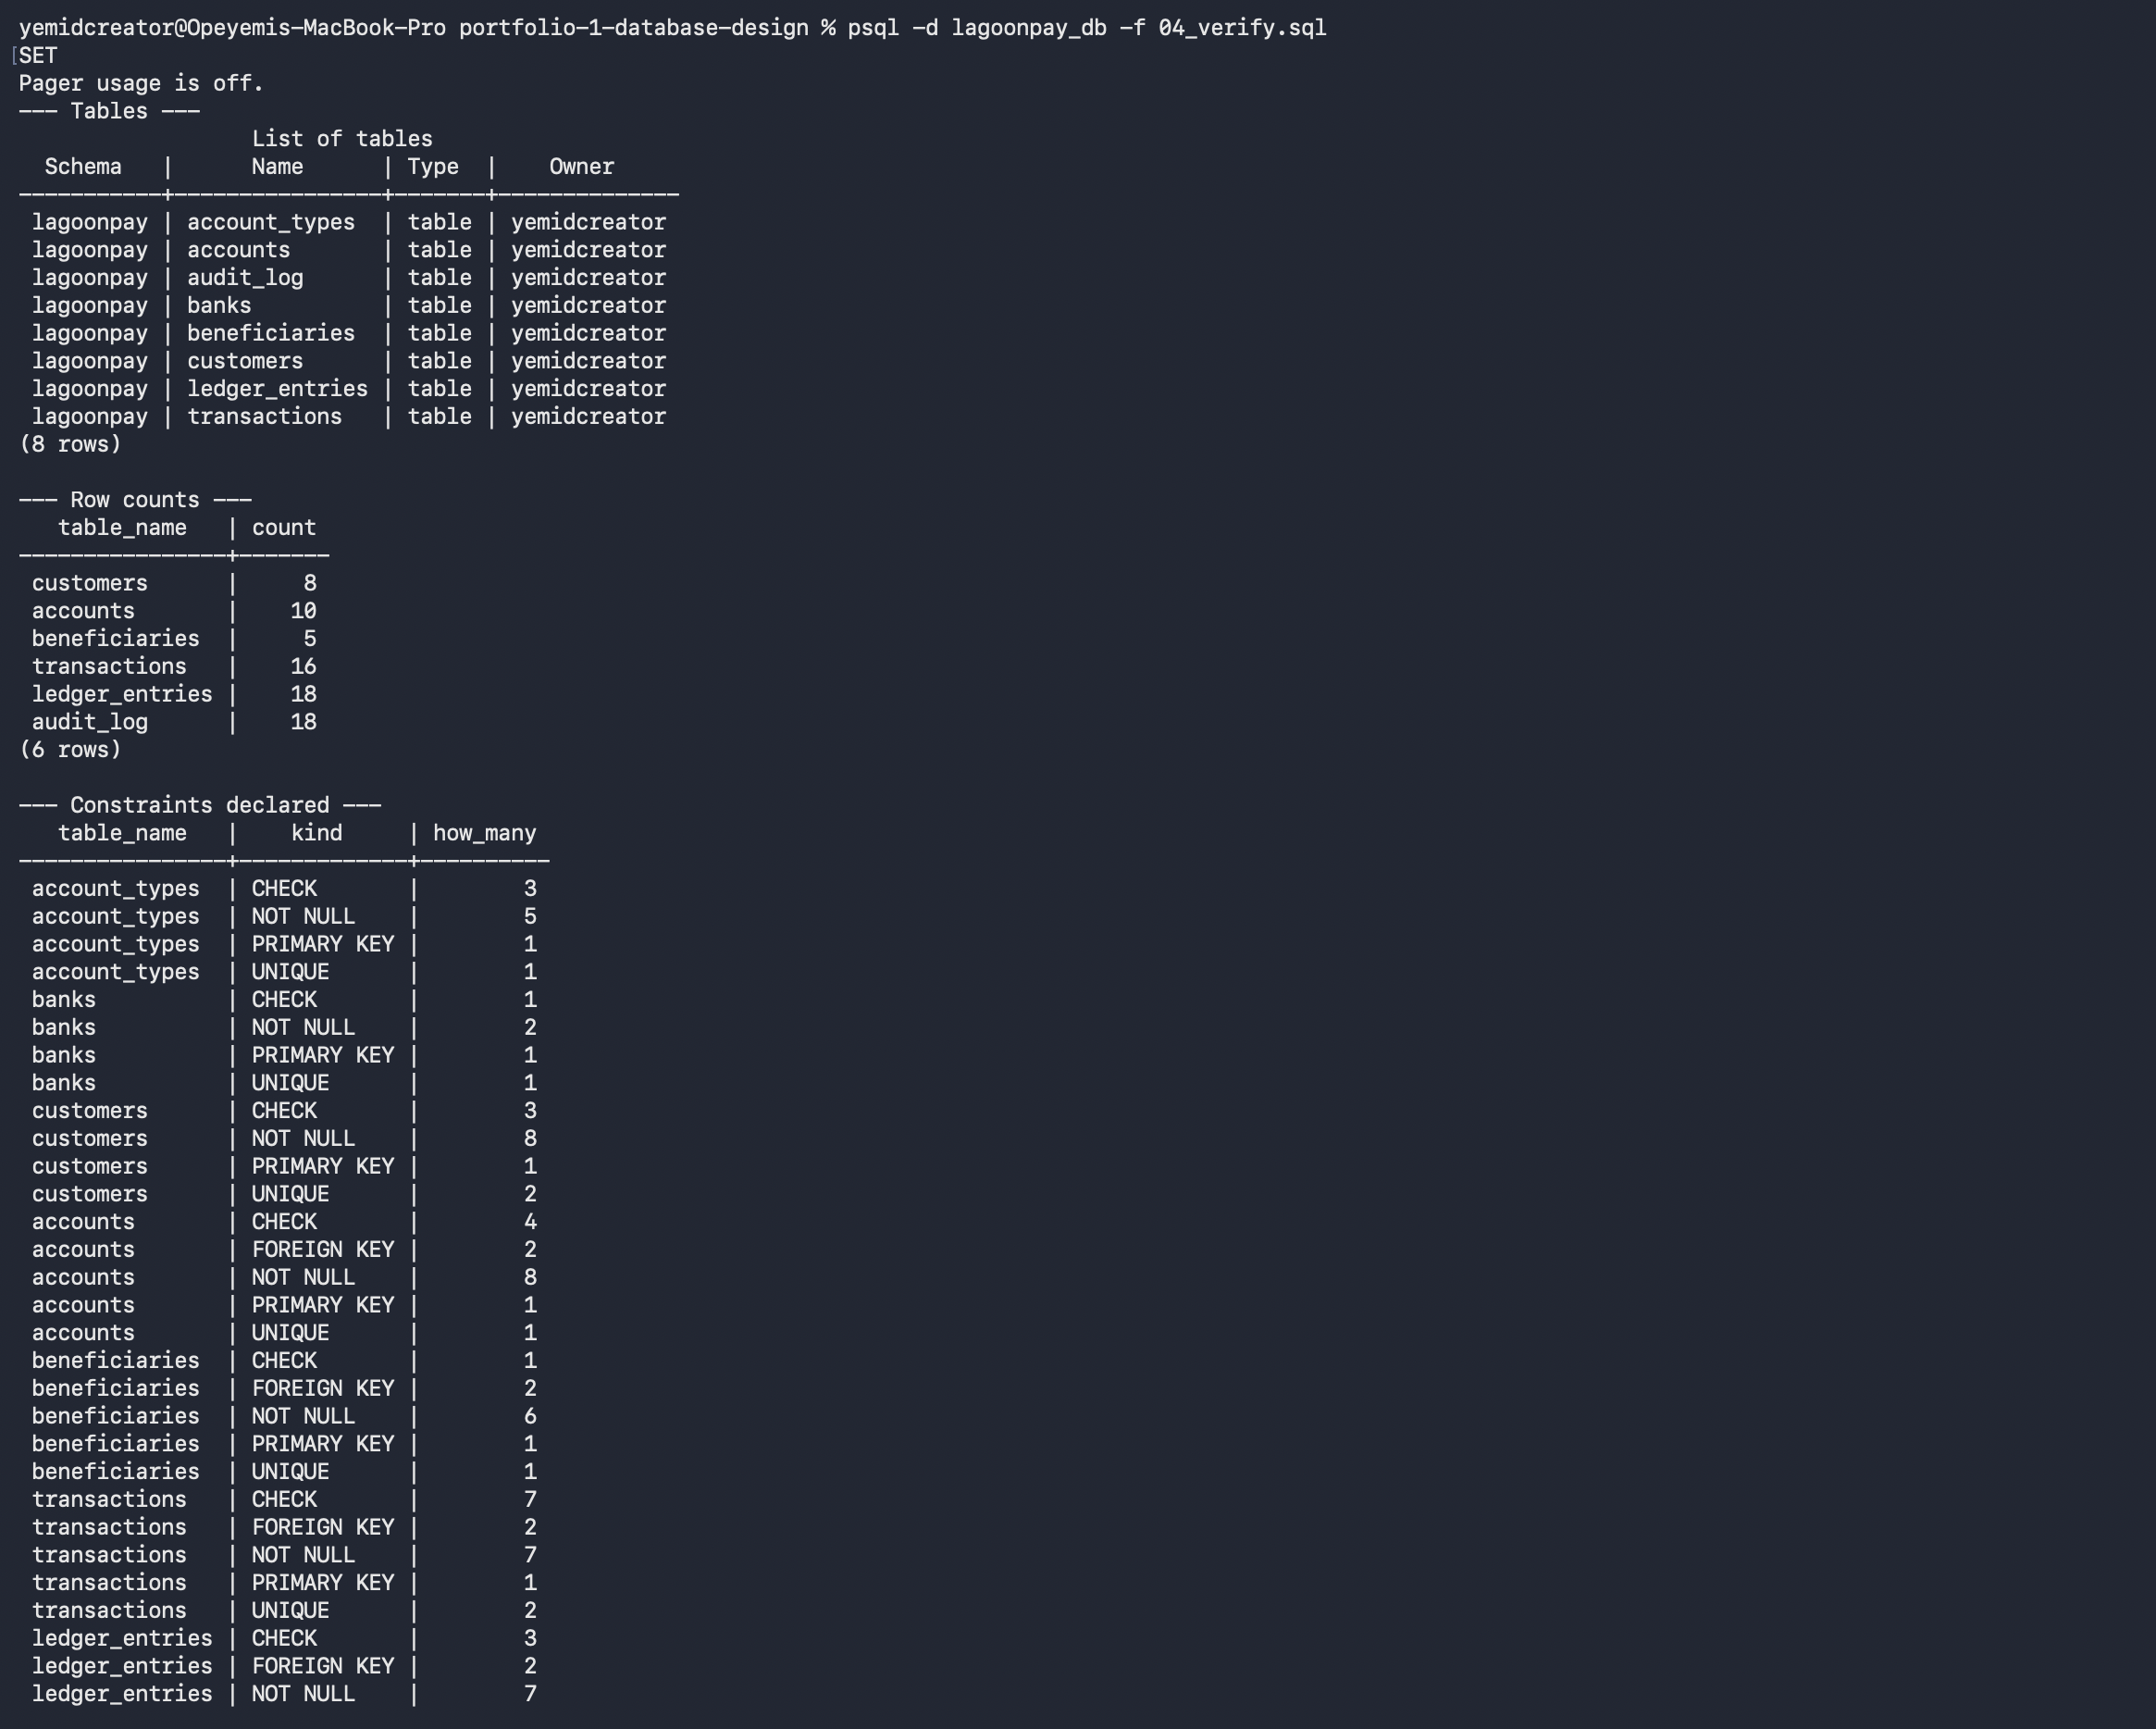 yemidcreator@Opeyemis-MacBook-Pro portfolio-1-database-design % psql -d lagoonpay_db -f 04_verify.sql
[SET
Pager usage is off.
--- Tables ---
                  List of tables
  Schema   |      Name      | Type  |    Owner
-----------+----------------+-------+--------------
 lagoonpay | account_types  | table | yemidcreator
 lagoonpay | accounts       | table | yemidcreator
 lagoonpay | audit_log      | table | yemidcreator
 lagoonpay | banks          | table | yemidcreator
 lagoonpay | beneficiaries  | table | yemidcreator
 lagoonpay | customers      | table | yemidcreator
 lagoonpay | ledger_entries | table | yemidcreator
 lagoonpay | transactions   | table | yemidcreator
(8 rows)

--- Row counts ---
   table_name   | count
----------------+-------
 customers      |     8
 accounts       |    10
 beneficiaries  |     5
 transactions   |    16
 ledger_entries |    18
 audit_log      |    18
(6 rows)

--- Constraints declared ---
   table_name   |    kind     | how_many
----------------+-------------+----------
 account_types  | CHECK       |        3
 account_types  | NOT NULL    |        5
 account_types  | PRIMARY KEY |        1
 account_types  | UNIQUE      |        1
 banks          | CHECK       |        1
 banks          | NOT NULL    |        2
 banks          | PRIMARY KEY |        1
 banks          | UNIQUE      |        1
 customers      | CHECK       |        3
 customers      | NOT NULL    |        8
 customers      | PRIMARY KEY |        1
 customers      | UNIQUE      |        2
 accounts       | CHECK       |        4
 accounts       | FOREIGN KEY |        2
 accounts       | NOT NULL    |        8
 accounts       | PRIMARY KEY |        1
 accounts       | UNIQUE      |        1
 beneficiaries  | CHECK       |        1
 beneficiaries  | FOREIGN KEY |        2
 beneficiaries  | NOT NULL    |        6
 beneficiaries  | PRIMARY KEY |        1
 beneficiaries  | UNIQUE      |        1
 transactions   | CHECK       |        7
 transactions   | FOREIGN KEY |        2
 transactions   | NOT NULL    |        7
 transactions   | PRIMARY KEY |        1
 transactions   | UNIQUE      |        2
 ledger_entries | CHECK       |        3
 ledger_entries | FOREIGN KEY |        2
 ledger_entries | NOT NULL    |        7